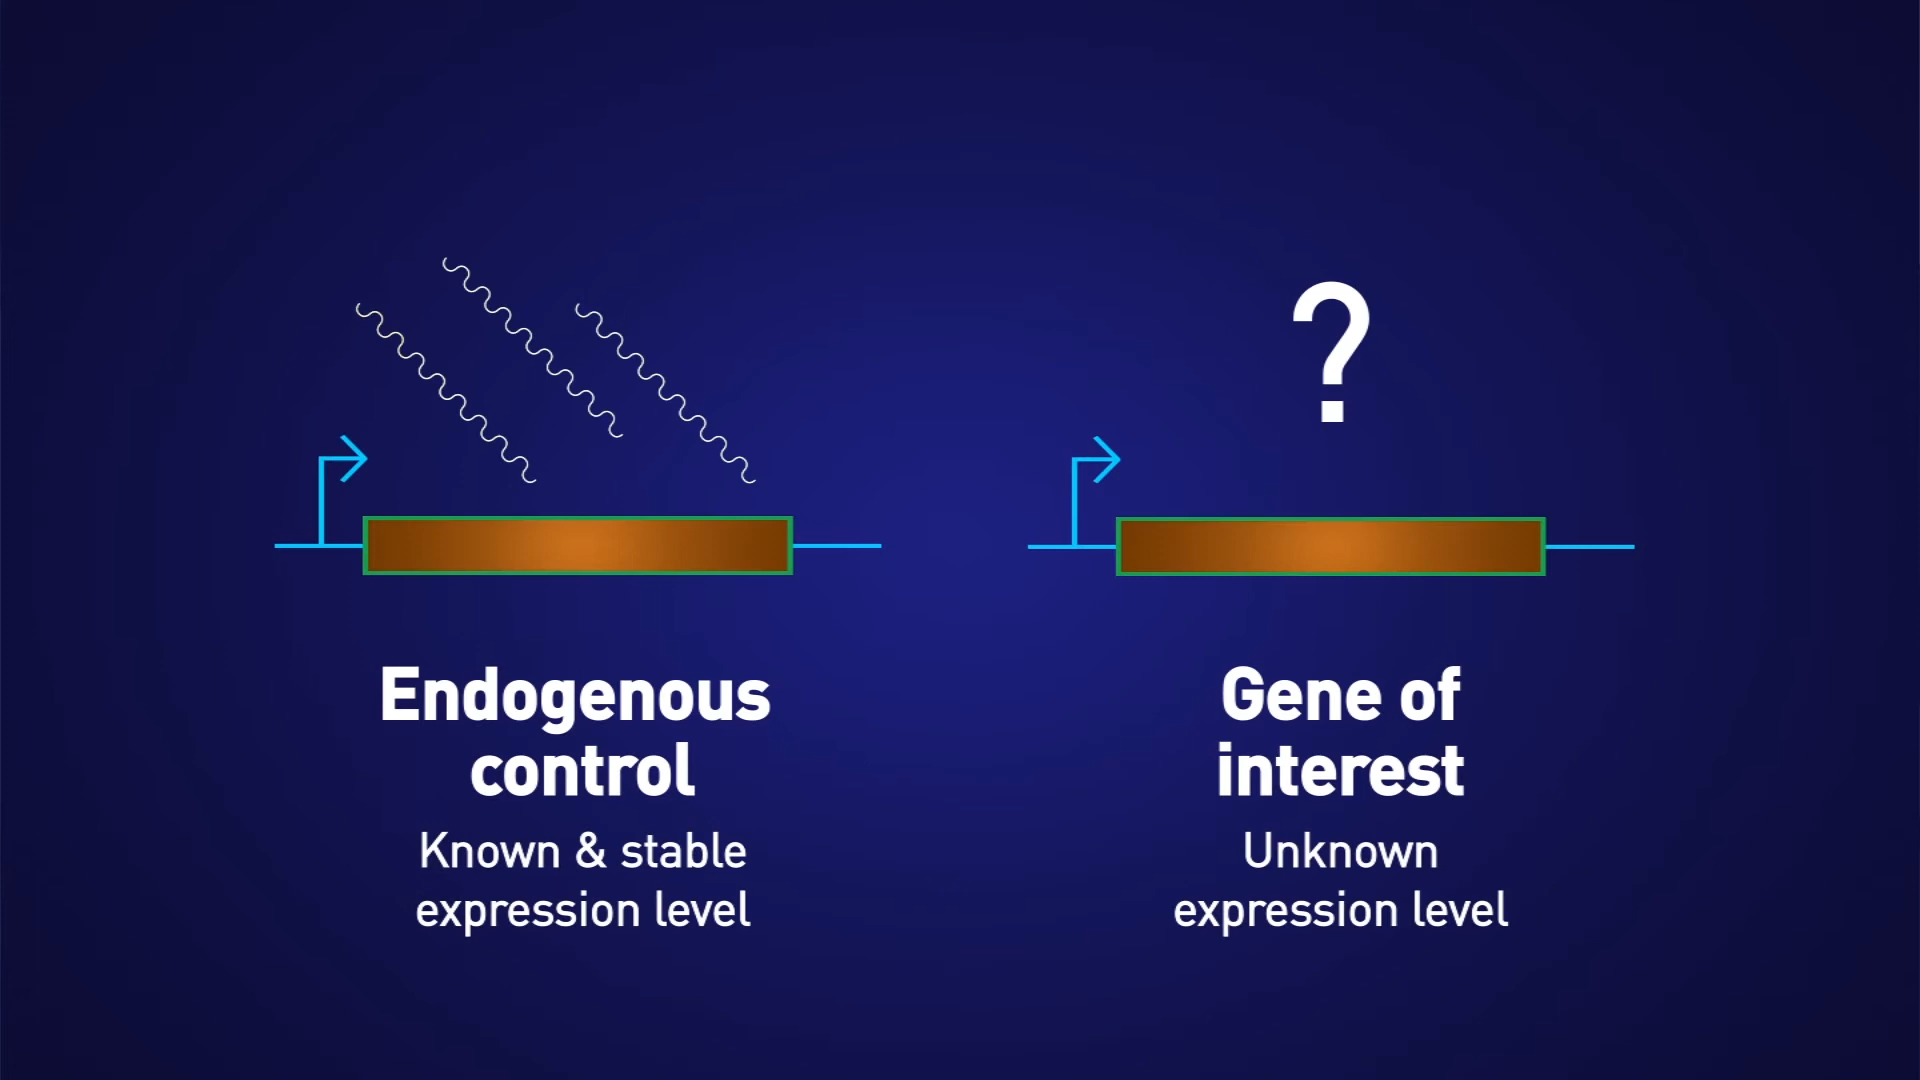 ?
Endogenous
control
Known & stable
expression level
Gene of
interest
Unknown
expression level